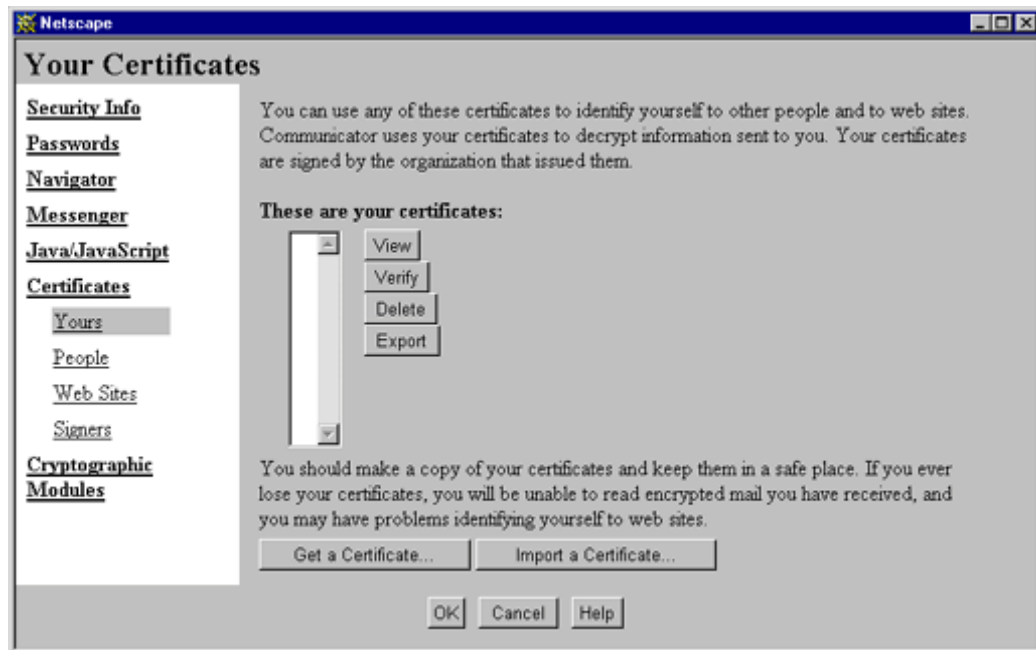 Netscape
Your Certificates
Security Info
Passwords
Navigator
Messenger
Java/JavaScript
Certificates
Yours
People
Web Sites
Signers
Cryptographic
Modules
You can use any of these certificates to identify yourself to other people and to web sites.
Communicator uses your certificates to decrypt information sent to you. Your certificates
are signed by the organization that issued them.
These are your certificates:
View
Verify
Delete
Export
You should make a copy of your certificates and keep them in a safe place. If you ever
lose your certificates, you will be unable to read encrypted mail you have received, and
you may have problems identifying yourself to web sites.
Get a Certificate...
Import a Certificate...
OK
Cancel
Help